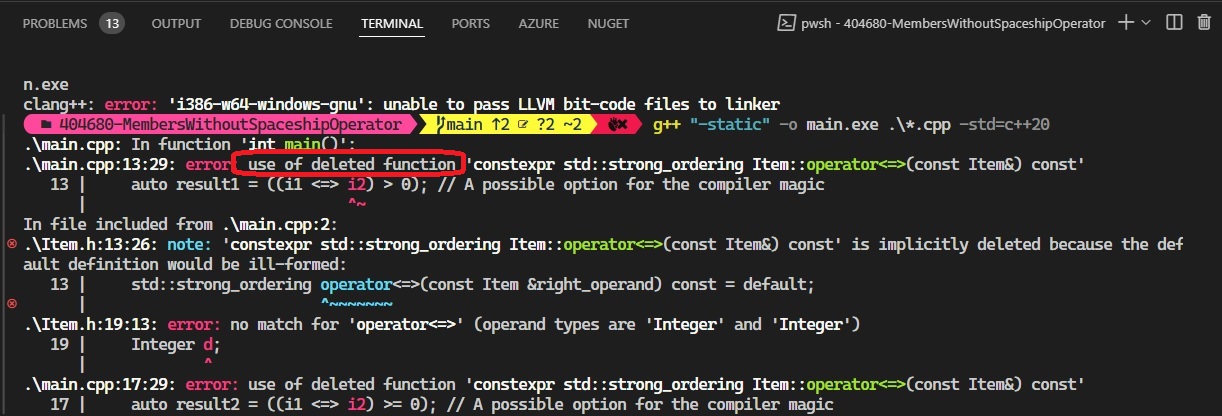 PROBLEMS 13 OUTPUT DEBUG CONSOLE TERMINAL PORTS AZURE NUGET pwsh - 404680-MembersWithoutSpaceshipOperator
n.exe
clang++: error: 'i386-w64-windows-gnu': unable to pass LLVM bit-code files to linker
404680-MembersWithoutSpaceshipOperator main ↑2 ?2 ~2 g++ "-static" -o main.exe .\*.cpp -std=c++20
.\main.cpp: In function 'int main()':
.\main.cpp:13:29: error: use of deleted function 'constexpr std::strong_ordering Item::operator<=>(const Item&) const'
13 | auto result1 = ((i1 <=> i2) > 0); // A possible option for the compiler magic
| ^~
In file included from .\main.cpp:2:
.\Item.h:13:26: note: 'constexpr std::strong_ordering Item::operator<=>(const Item&) const' is implicitly deleted because the def
ault definition would be ill-formed:
13 | std::strong_ordering operator<=>(const Item &right_operand) const = default;
| ^~~~~~~~
.\Item.h:19:13: error: no match for 'operator<=>' (operand types are 'Integer' and 'Integer')
19 | Integer d;
| ^
.\main.cpp:17:29: error: use of deleted function 'constexpr std::strong_ordering Item::operator<=>(const Item&) const'
17 | auto result2 = ((i1 <=> i2) >= 0); // A possible option for the compiler magic